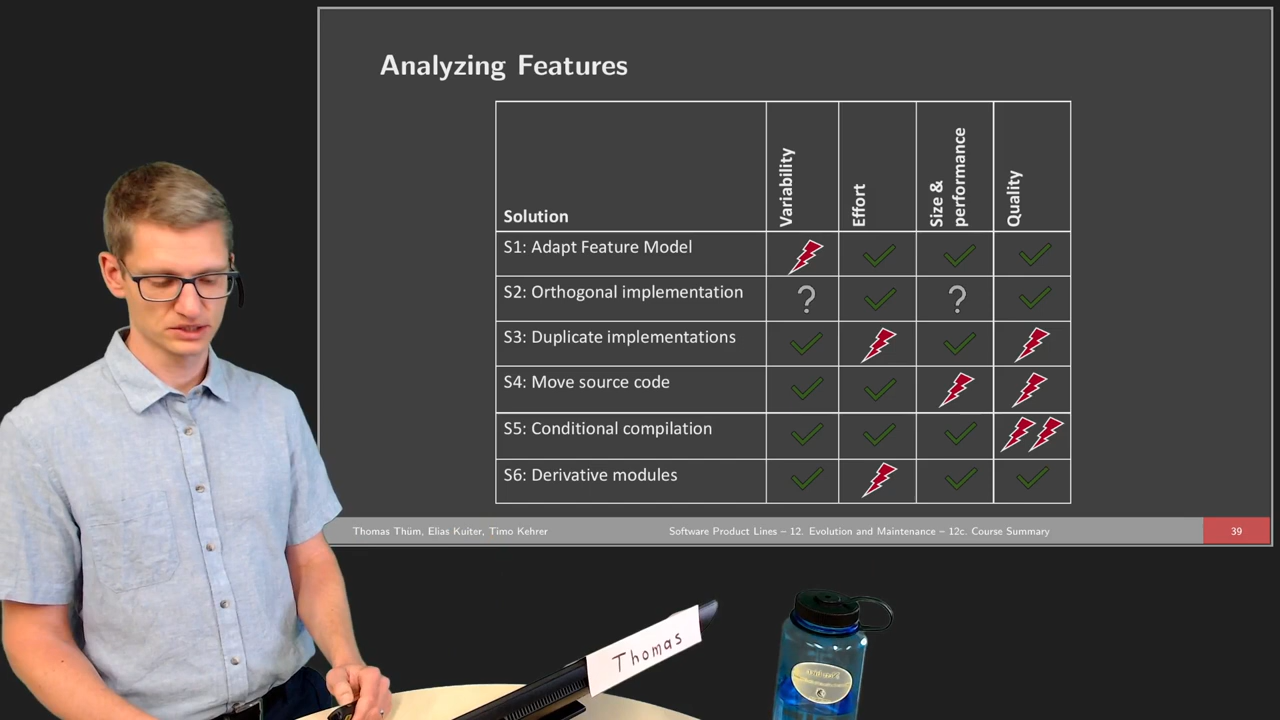 Analyzing Features
Solution
Variability
Effort
Size &
performance
Quality
S1: Adapt Feature Model
S2: Orthogonal implementation
? ?
S3: Duplicate implementations
S4: Move source code
S5: Conditional compilation
S6: Derivative modules
Thomas Thüm, Elias Kuiter, Timo Kehrer
Software Product Lines – 12. Evolution and Maintenance – 12c. Course Summary
39
Thomas